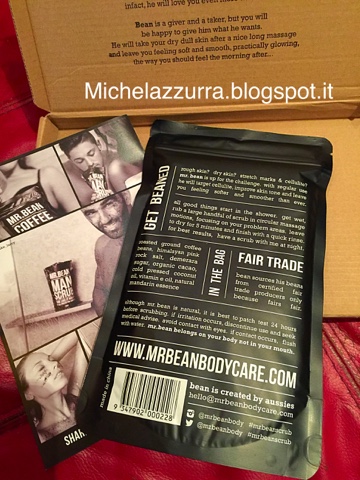 infact, he will love you even
Bean is a giver and a taker, but you will
be happy to give him what he wants.
He will take your dry dull skin after a nice long massage
and leave you feeling soft and smooth, practically glowing,
the way you should feel the morning after...
Michelazzurra.blogspot.it
MR.BEAN
COFFEE
MR.BEAN
MAN
SCRUB
SHAR
GET BEANED
rough skin? dry skin? stretch marks & cellulite?
mr. bean is up for the challenge. with regular use
he will target cellulite, improve skin tone and leave
you feeling softer and smoother than ever.
all good things start in the shower. get wet,
rub a large handful of scrub in circular massage
motions, focusing on your problem areas. leave
to dry for 5 minutes and finish with a quick rinse.
for best results, have a scrub with me at night.
roasted ground coffee
beans, himalayan pink
rock salt, demerara
sugar, organic cacao,
cold pressed coconut
oil, vitamin e oil, natural
mandarin essence
IN THE BAG
FAIR TRADE
bean sources his beans
from certified fair
trade producers only
because fairs fair.
although mr bean is natural, it is best to patch test 24 hours
before scrubbing. if irritation occurs, discontinue use and seek
medical advise. avoid contact with eyes. if contact occurs, flush
with water. mr. bean belongs on your body not in your mouth.
WWW.MRBEANBODYCARE.COM
made in china
9 347902 000228
bean is created by aussies
hello@mrbeanbodycare.com
@mrbeanbody #mrbeanscrub
@mrbeanbody #mrbeanscrub